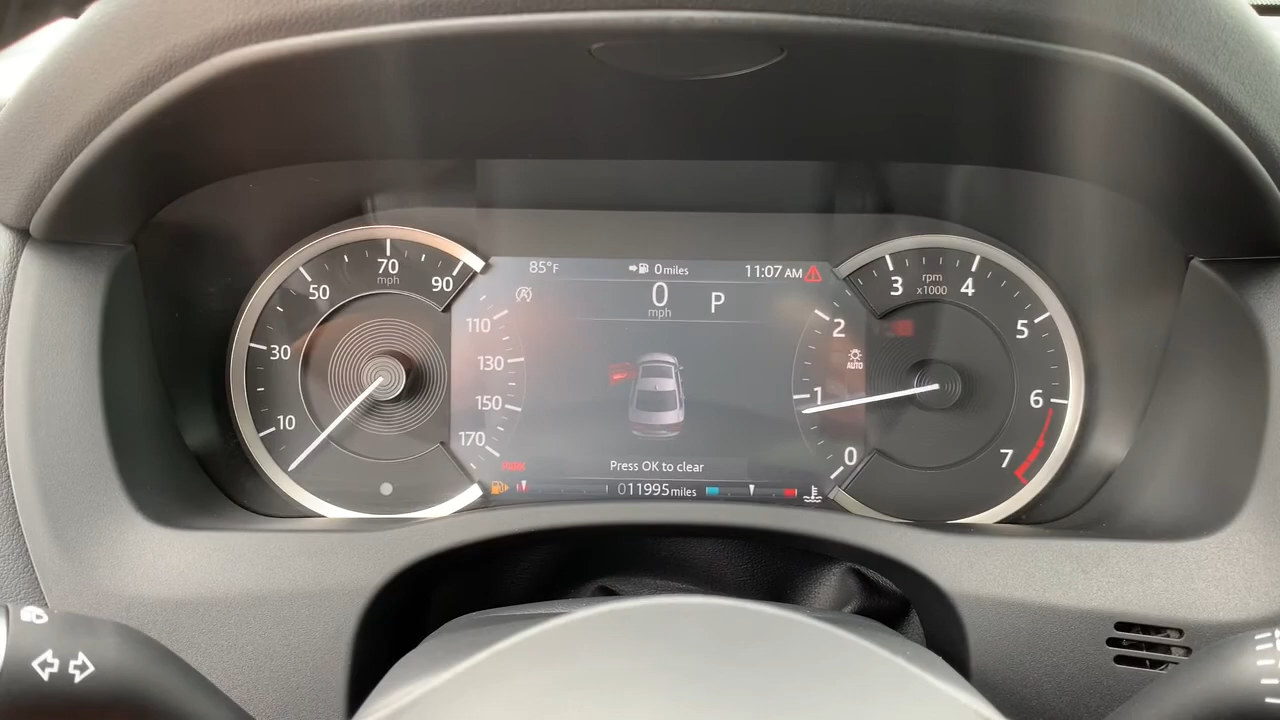 85°F
0 miles
11:07 AM
0
mph
P
10
30
50
70
mph
90
110
130
150
170
0
1
2
3
rpm
x1000
4
5
6
7
AUTO
Press OK to clear
PARK
011995 miles